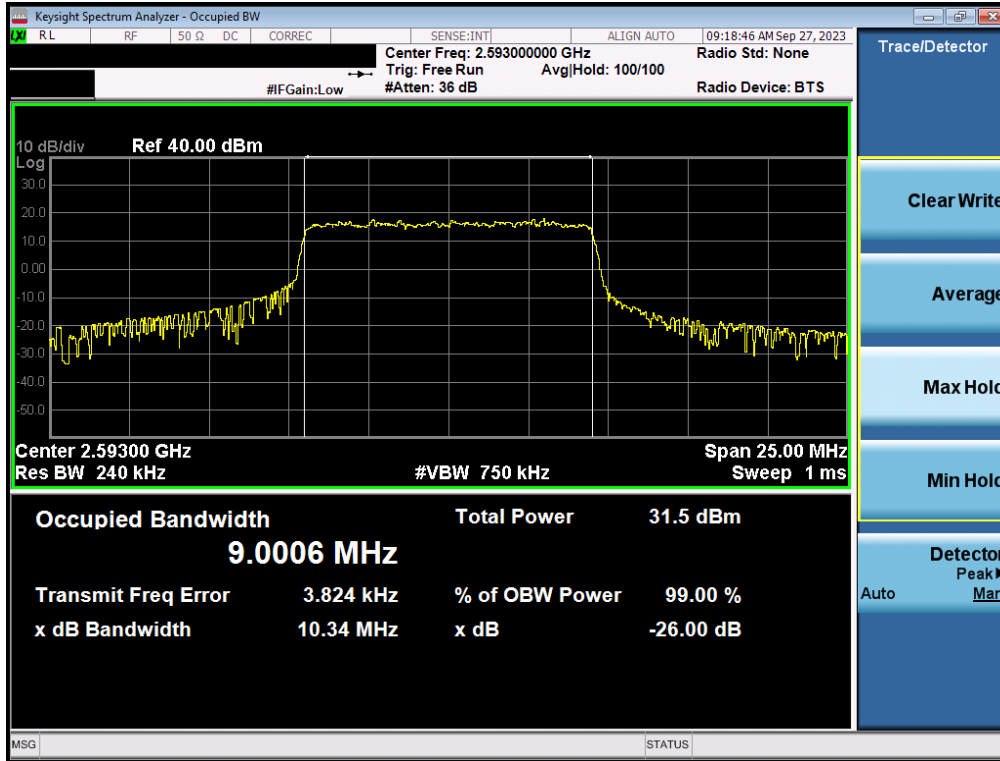 Keysight Spectrum Analyzer - Occupied BW
LXI RL RF 50 Ω DC CORREC SENSE:INT ALIGN AUTO 09:18:46 AM Sep 27, 2023
Center Freq: 2.593000000 GHz Radio Std: None
Trig: Free Run Avg|Hold: 100/100
#IFGain:Low #Atten: 36 dB Radio Device: BTS
Trace/Detector
10 dB/div Ref 40.00 dBm
Log
30.0
20.0
10.0
0.00
-10.0
-20.0
-30.0
-40.0
-50.0
Center 2.59300 GHz Span 25.00 MHz
Res BW 240 kHz #VBW 750 kHz Sweep 1 ms
Occupied Bandwidth Total Power 31.5 dBm
9.0006 MHz
Transmit Freq Error 3.824 kHz % of OBW Power 99.00 %
x dB Bandwidth 10.34 MHz x dB -26.00 dB
Clear Write
Average
Max Hold
Min Hold
Detector
Peak
Auto Man
MSG STATUS